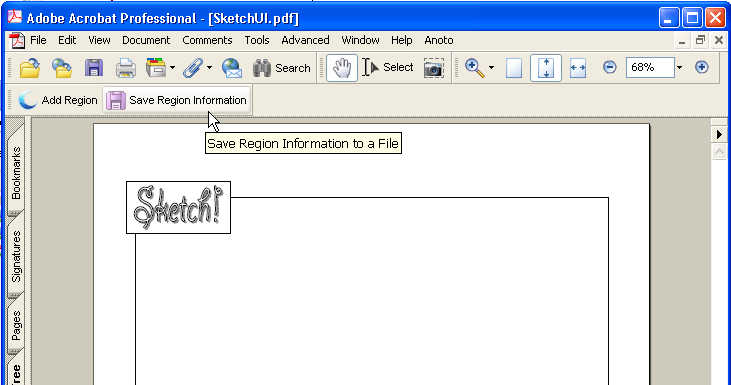 Adobe Acrobat Professional - [SketchUI.pdf]
File Edit View Document Comments Tools Advanced Window Help Anoto
Search Select 68%
Add Region Save Region Information
Save Region Information to a File
Bookmarks
Sketch!
Signatures
Pages